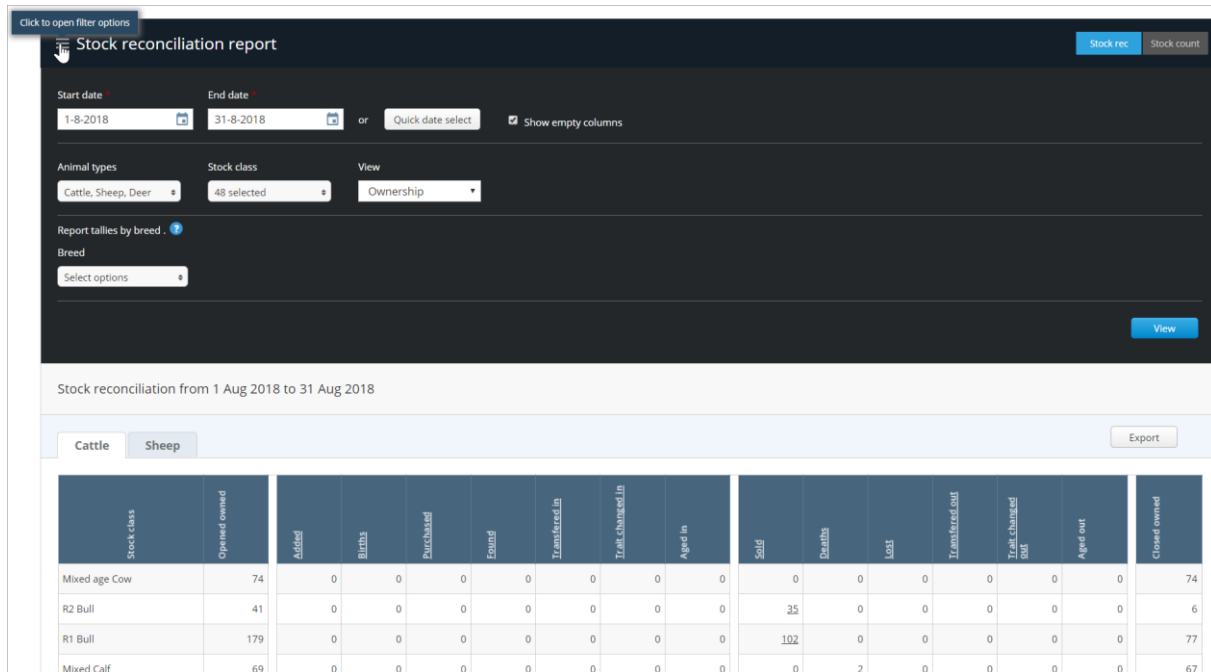 Click to open filter options
Stock reconciliation report
Stock rec Stock count
Start date * End date *
1-8-2018 31-8-2018 or Quick date select Show empty columns
Animal types Stock class View
Cattle, Sheep, Deer 48 selected Ownership
Report tallies by breed . ?
Breed
Select options
View
Stock reconciliation from 1 Aug 2018 to 31 Aug 2018
Cattle Sheep Export
Stock class Opened owned Added Births Purchased Found Transfered in Trait changed in Aged in Sold Deaths Lost Transfered out Trait changed out Aged out Closed owned
Mixed age Cow 74 0 0 0 0 0 0 0 0 0 0 0 0 0 74
R2 Bull 41 0 0 0 0 0 0 0 35 0 0 0 0 0 6
R1 Bull 179 0 0 0 0 0 0 0 102 0 0 0 0 0 77
Mixed Calf 69 0 0 0 0 0 0 0 0 2 0 0 0 0 67